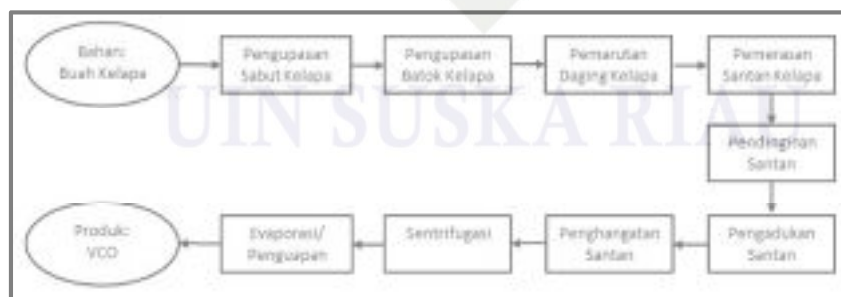 Bahan:
Buah Kelapa
Pengupasan
Sabut Kelapa
Pengupasan
Batok Kelapa
Pemarutan
Daging Kelapa
Pemerasan
Santan Kelapa
UIN SUSKA RIAU
Pendinginan
Santan
Pengadukan
Santan
Penghangatan
Santan
Sentrifugasi
Evaporasi/
Penguapan
Produk:
VCO